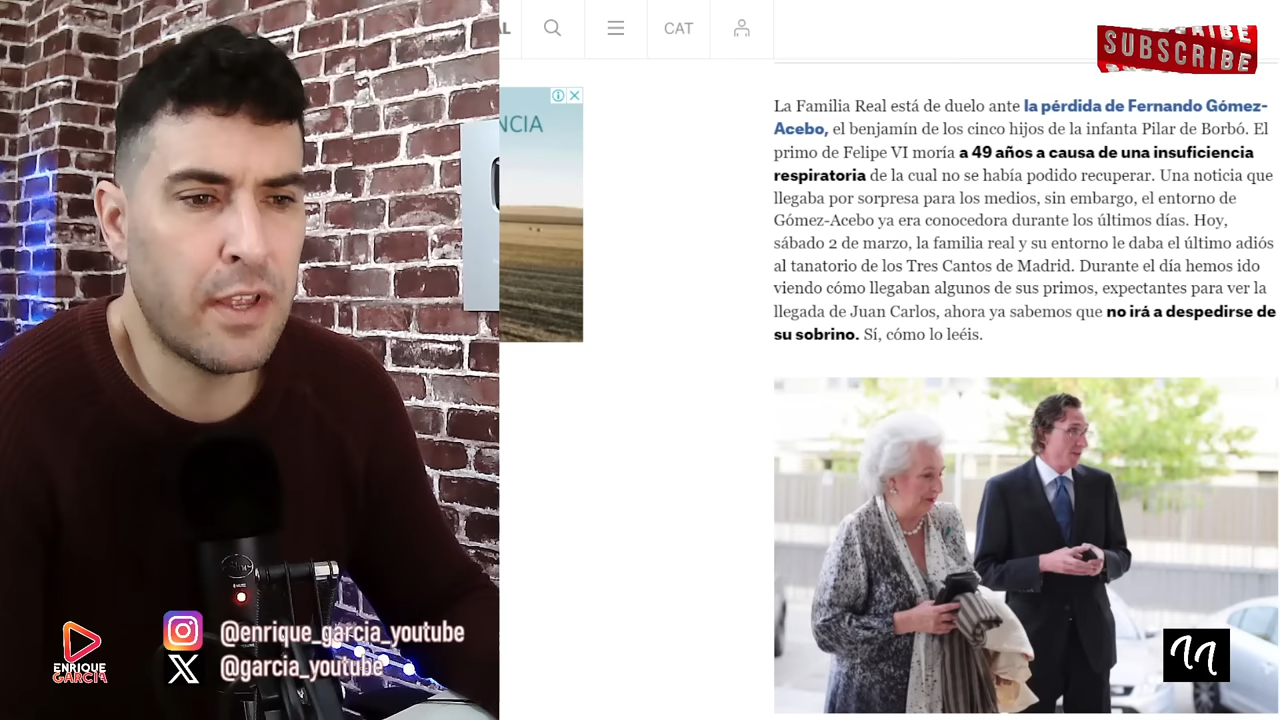 AL
CAT
SUBSCRIBE
NCIA
La Familia Real está de duelo ante la pérdida de Fernando Gómez-
Acebo, el benjamín de los cinco hijos de la infanta Pilar de Borbó. El
primo de Felipe VI moría a 49 años a causa de una insuficiencia
respiratoria de la cual no se había podido recuperar. Una noticia que
llegaba por sorpresa para los medios, sin embargo, el entorno de
Gómez-Acebo ya era conocedora durante los últimos días. Hoy,
sábado 2 de marzo, la familia real y su entorno le daba el último adiós
al tanatorio de los Tres Cantos de Madrid. Durante el día hemos ido
viendo cómo llegaban algunos de sus primos, expectantes para ver la
llegada de Juan Carlos, ahora ya sabemos que no irá a despedirse de
su sobrino. Sí, cómo lo leéis.
ENRIQUE
GARCIA
@enrique_garcia_youtube
@garcia_youtube